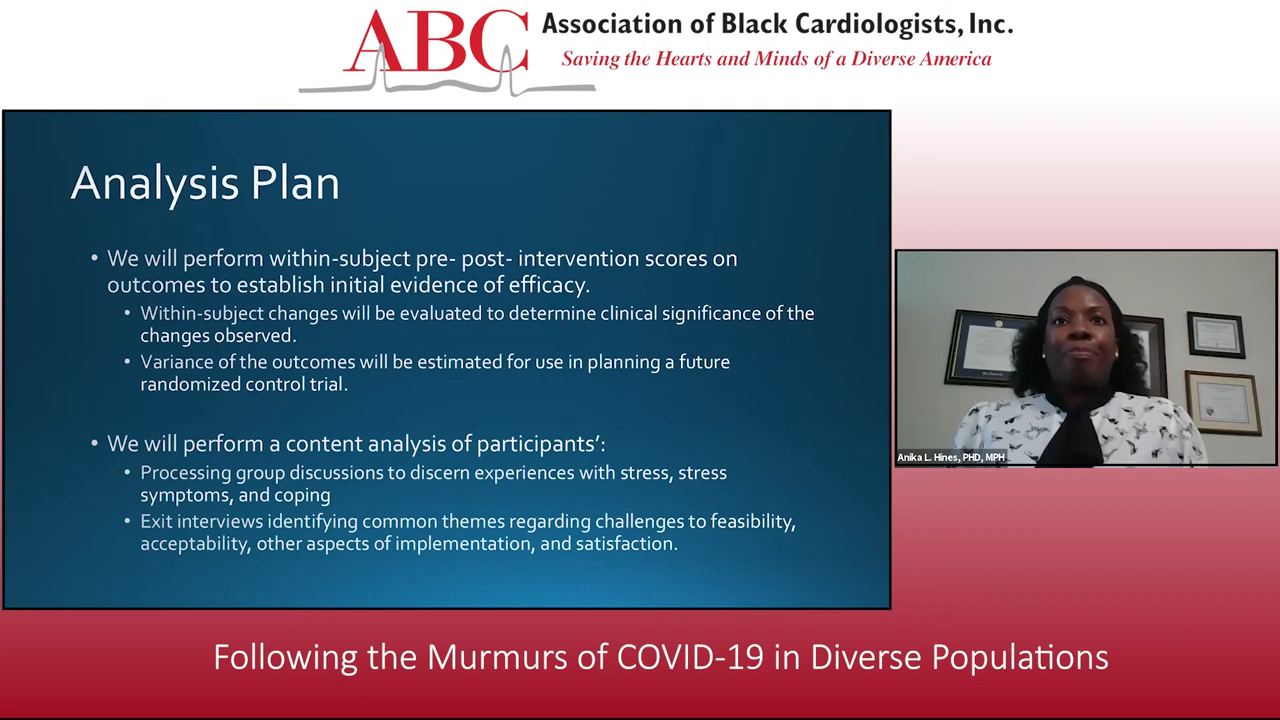 ABC
Association of Black Cardiologists, Inc.
Saving the Hearts and Minds of a Diverse America
Analysis Plan
• We will perform within-subject pre- post- intervention scores on
outcomes to establish initial evidence of efficacy.
• Within-subject changes will be evaluated to determine clinical significance of the
changes observed.
• Variance of the outcomes will be estimated for use in planning a future
randomized control trial.
• We will perform a content analysis of participants’:
• Processing group discussions to discern experiences with stress, stress
symptoms, and coping
• Exit interviews identifying common themes regarding challenges to feasibility,
acceptability, other aspects of implementation, and satisfaction.
Anika L. Hines, PHD, MPH
Following the Murmurs of COVID-19 in Diverse Populations